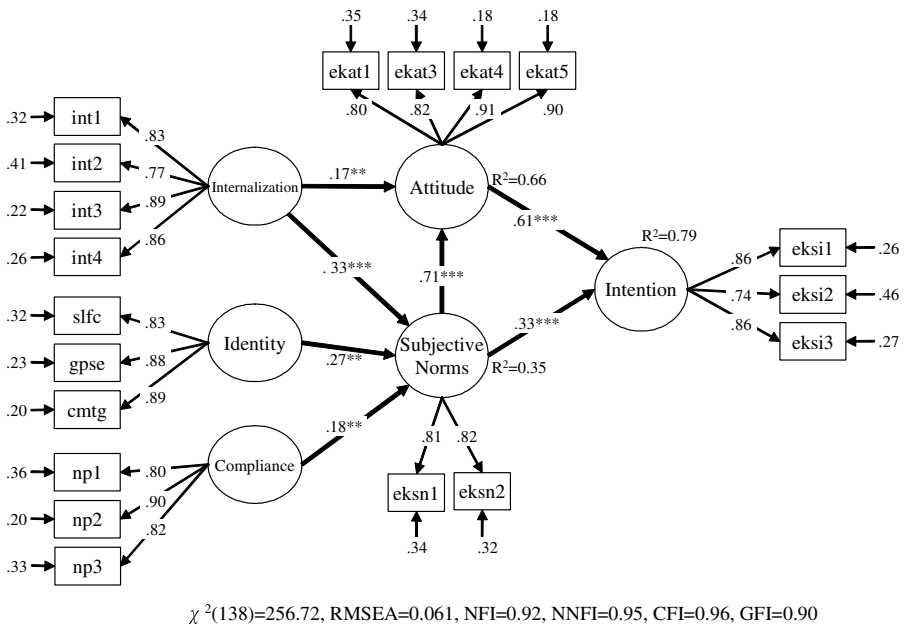 .35 .34 .18 .18
ekat1 ekat3 ekat4 ekat5
.80 .82 .91 .90
.32 int1 .83
.41 int2 .77
.22 int3 .89
.26 int4 .86
Internalization
.17**
Attitude
R²=0.66
.61***
.33***
.71***
R²=0.79
Intention
.86 eksi1 .26
.74 eksi2 .46
.86 eksi3 .27
.32 slfc .83
.23 gpse .88
.20 cmtg .89
Identity
.27**
Subjective
Norms
.33***
R²=0.35
.18**
Compliance
.36 np1 .80
.20 np2 .90
.33 np3 .82
.81 .82
eksn1 eksn2
.34 .32
χ ²(138)=256.72, RMSEA=0.061, NFI=0.92, NNFI=0.95, CFI=0.96, GFI=0.90